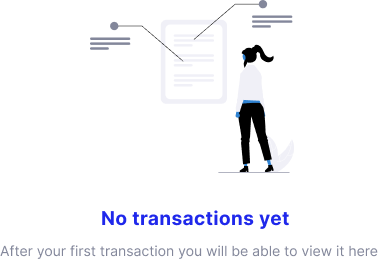 No transactions yet
After your first transaction you will be able to view it here